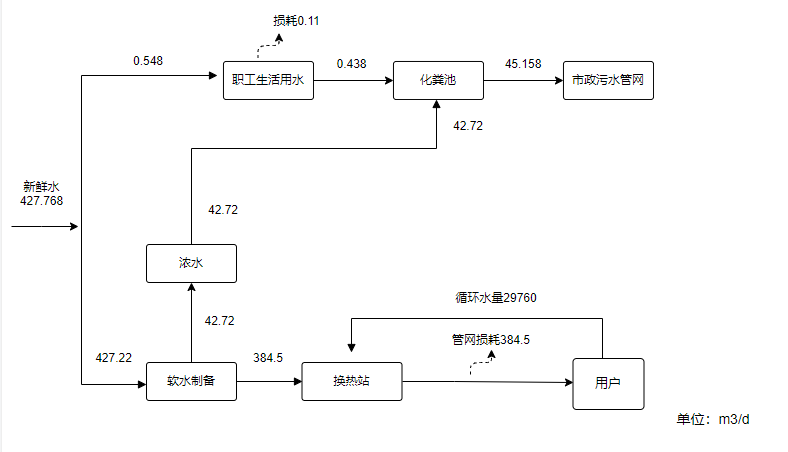 损耗0.11
0.548
职工生活用水
0.438
化粪池
45.158
市政污水管网
42.72
新鲜水
427.768
42.72
浓水
42.72
循环水量29760
管网损耗384.5
427.22
软水制备
384.5
换热站
用户
单位：m3/d